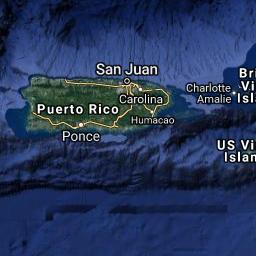 San Juan
Carolina
Charlotte
Amalie
Bri
Vi
Isla
Puerto Rico
Humacao
Ponce
US Vi
Islan